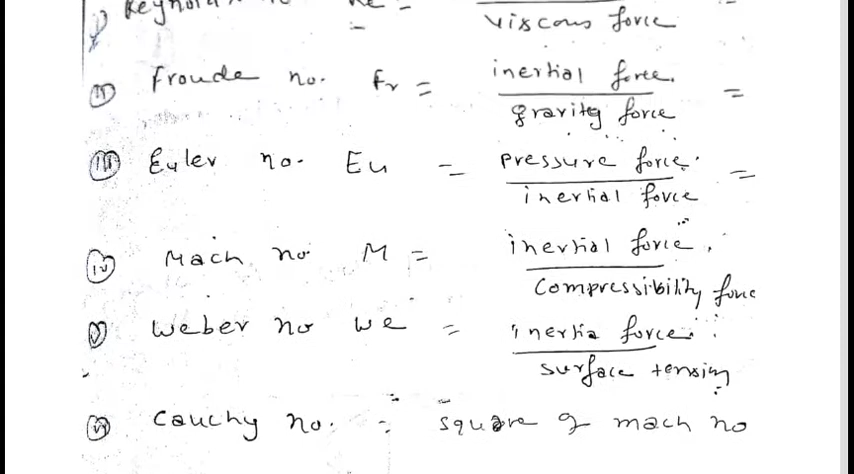 Reynold no Re =
viscous force
(ii) Froude no. Fr = inertial force. / gravity force =
(iii) Euler no. Eu = pressure force. / inertial force =
(iv) Mach no. M = inertial force, / compressibility force
(v) Weber no We = inertia force / surface tension
(vi) Cauchy no. = square of mach no